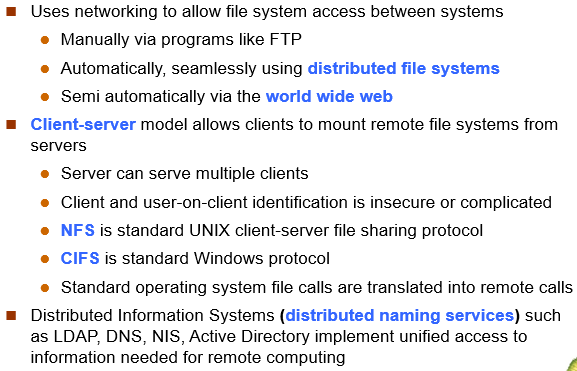 Uses networking to allow file system access between systems
Manually via programs like FTP
Automatically, seamlessly using distributed file systems
Semi automatically via the world wide web
Client-server model allows clients to mount remote file systems from
servers
Server can serve multiple clients
Client and user-on-client identification is insecure or complicated
NFS is standard UNIX client-server file sharing protocol
CIFS is standard Windows protocol
Standard operating system file calls are translated into remote calls
Distributed Information Systems (distributed naming services) such
as LDAP, DNS, NIS, Active Directory implement unified access to
information needed for remote computing